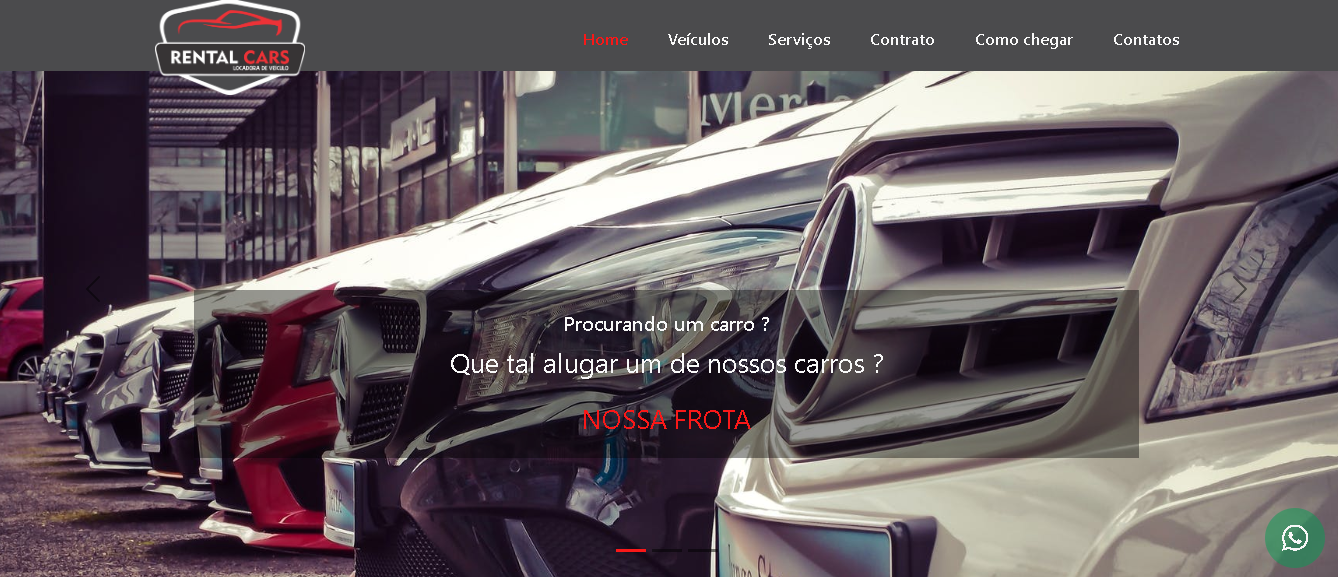 RENTAL CARS
LOCADORA DE VEICULO
Home
Veículos
Serviços
Contrato
Como chegar
Contatos
Procurando um carro ?
Que tal alugar um de nossos carros ?
NOSSA FROTA